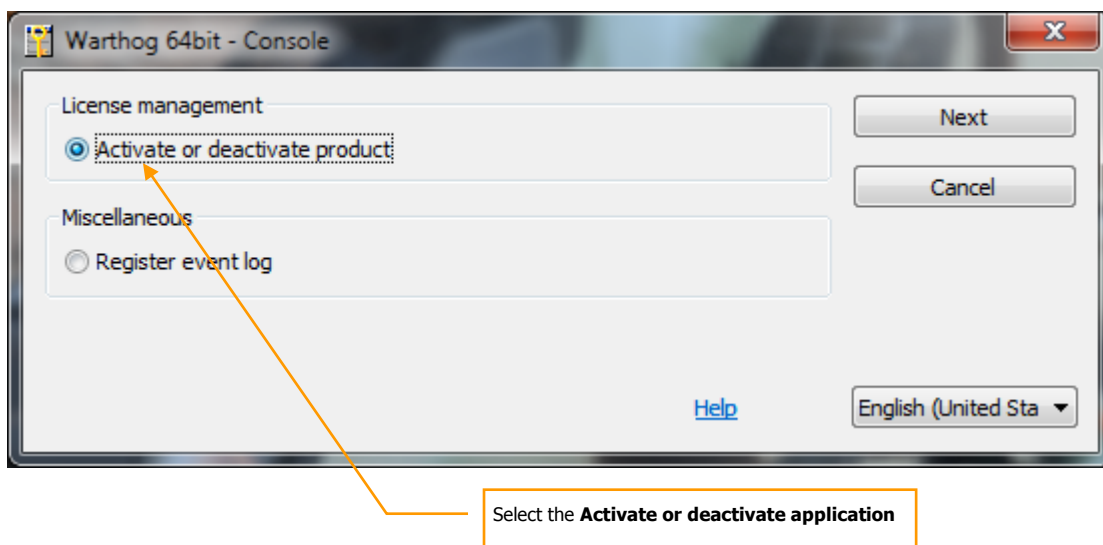 Warthog 64bit - Console
License management
Activate or deactivate product
Next
Cancel
Miscellaneous
Register event log
Help
English (United Sta
Select the Activate or deactivate application